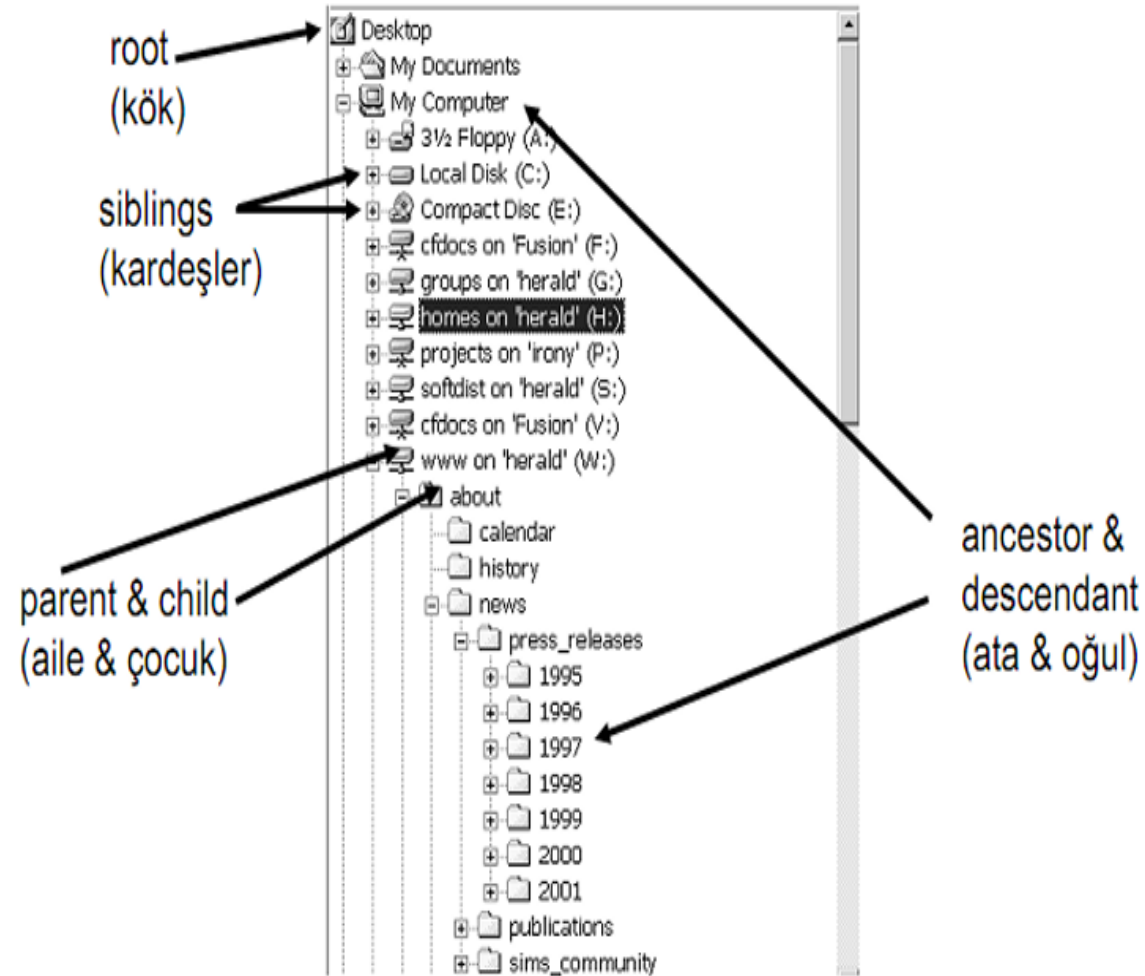 root
(kök)
siblings
(kardeşler)
parent & child
(aile & çocuk)
Desktop
My Documents
My Computer
3½ Floppy (A:)
Local Disk (C:)
Compact Disc (E:)
cfdocs on 'Fusion' (F:)
groups on 'herald' (G:)
homes on 'herald' (H:)
projects on 'irony' (P:)
softdist on 'herald' (S:)
cfdocs on 'Fusion' (V:)
www on 'herald' (W:)
about
calendar
history
news
press_releases
1995
1996
1997
1998
1999
2000
2001
publications
sims_community
ancestor &
descendant
(ata & oğul)